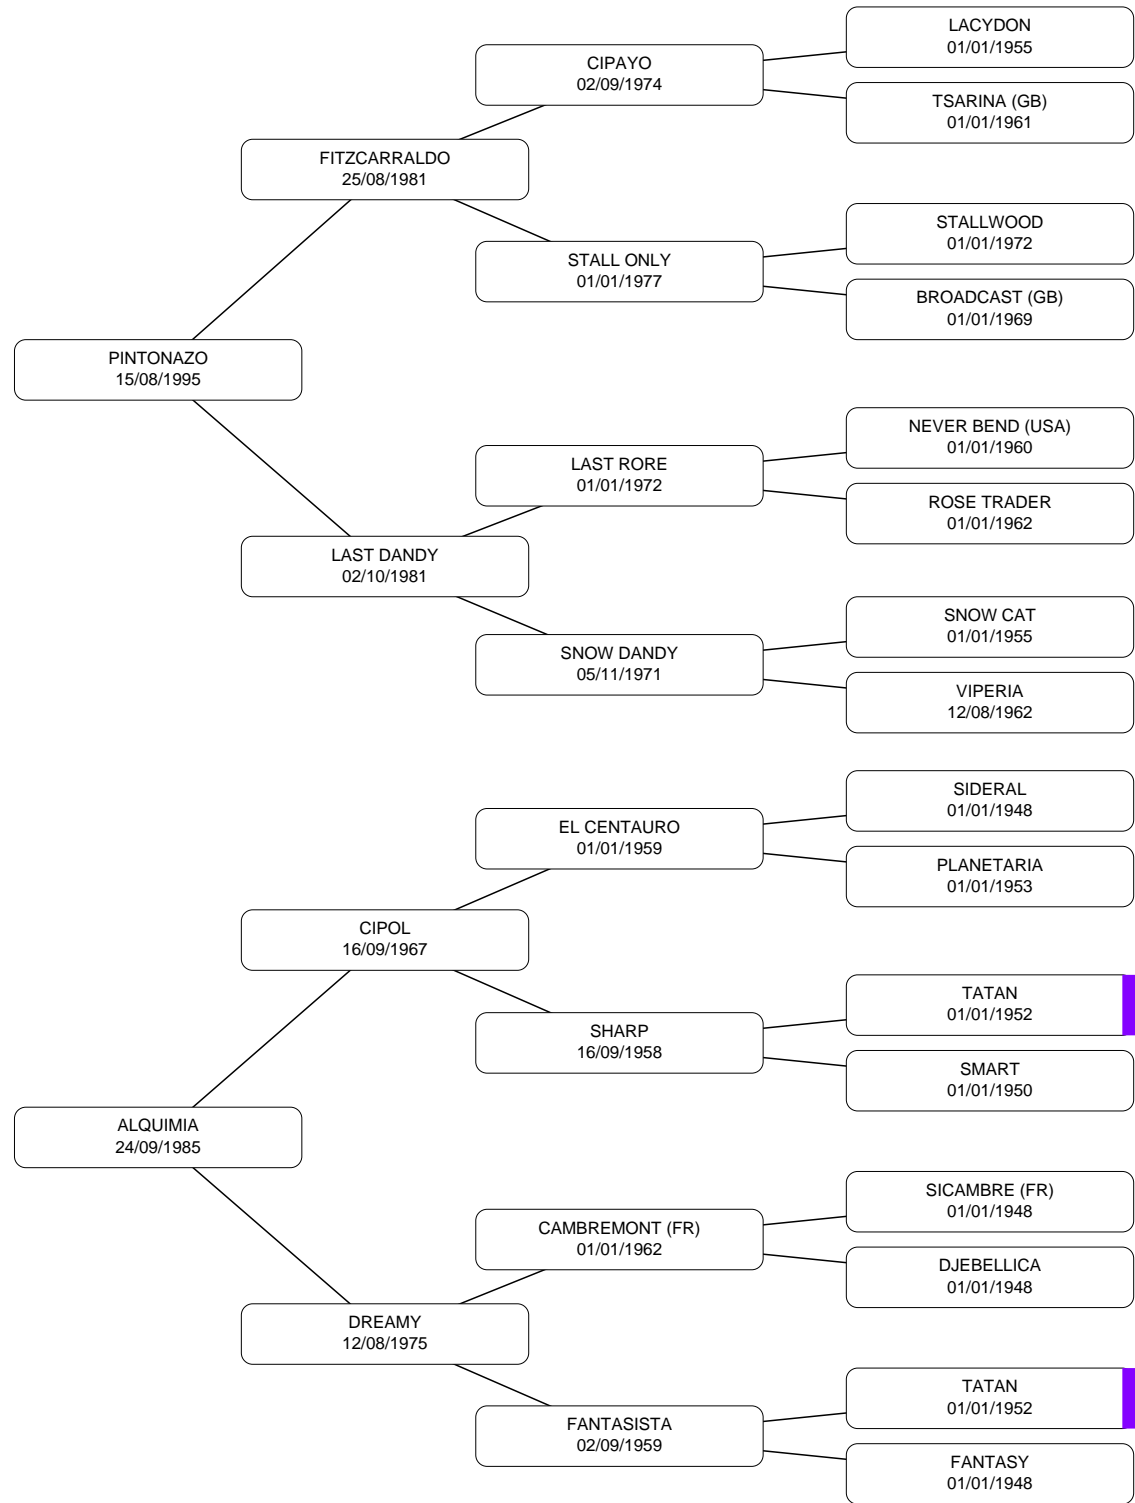 LACYDON
01/01/1955
CIPAYO
02/09/1974
TSARINA (GB)
01/01/1961
FITZCARRALDO
25/08/1981
STALLWOOD
01/01/1972
STALL ONLY
01/01/1977
BROADCAST (GB)
01/01/1969
PINTONAZO
15/08/1995
NEVER BEND (USA)
01/01/1960
LAST RORE
01/01/1972
ROSE TRADER
01/01/1962
LAST DANDY
02/10/1981
SNOW CAT
01/01/1955
SNOW DANDY
05/11/1971
VIPERIA
12/08/1962
SIDERAL
01/01/1948
EL CENTAURO
01/01/1959
PLANETARIA
01/01/1953
CIPOL
16/09/1967
TATAN
01/01/1952
SHARP
16/09/1958
SMART
01/01/1950
ALQUIMIA
24/09/1985
SICAMBRE (FR)
01/01/1948
CAMBREMONT (FR)
01/01/1962
DJEBELLICA
01/01/1948
DREAMY
12/08/1975
TATAN
01/01/1952
FANTASISTA
02/09/1959
FANTASY
01/01/1948